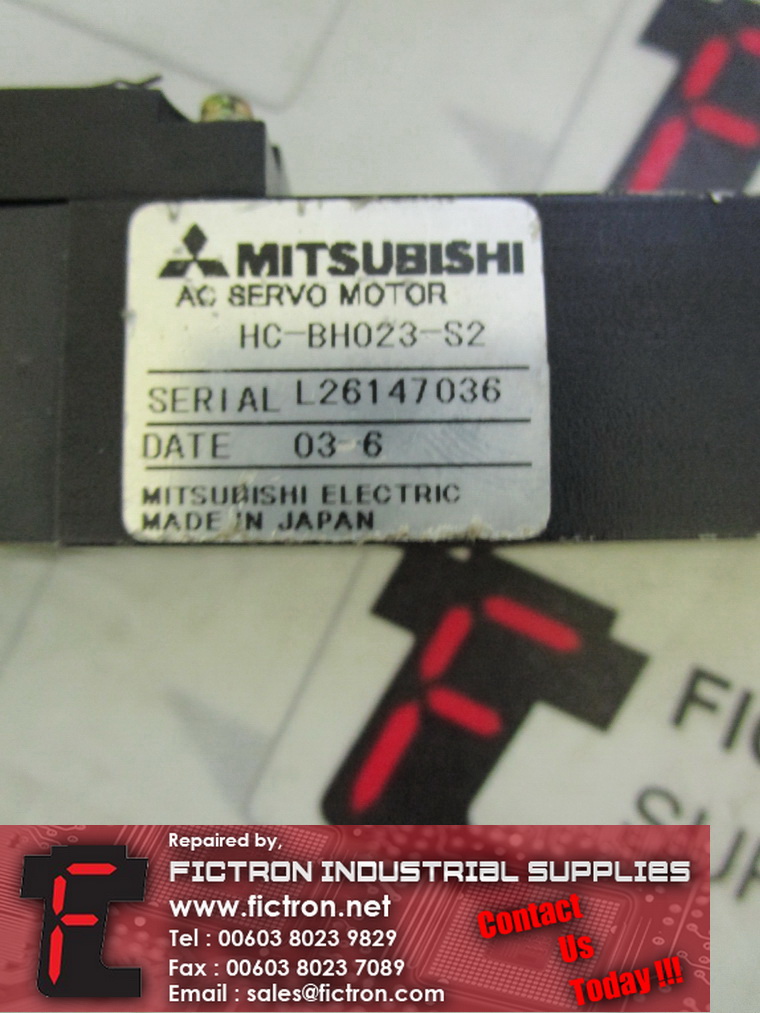 MITSUBISHI
AC SERVO MOTOR
HC-BH023-S2
SERIAL L26147036
DATE 03-6
MITSUBISHI ELECTRIC
MADE IN JAPAN
Repaired by,
FICTRON INDUSTRIAL SUPPLIES
www.fictron.net
Tel : 00603 8023 9829
Fax : 00603 8023 7089
Email : sales@fictron.com
Contact
Us
Today !!!